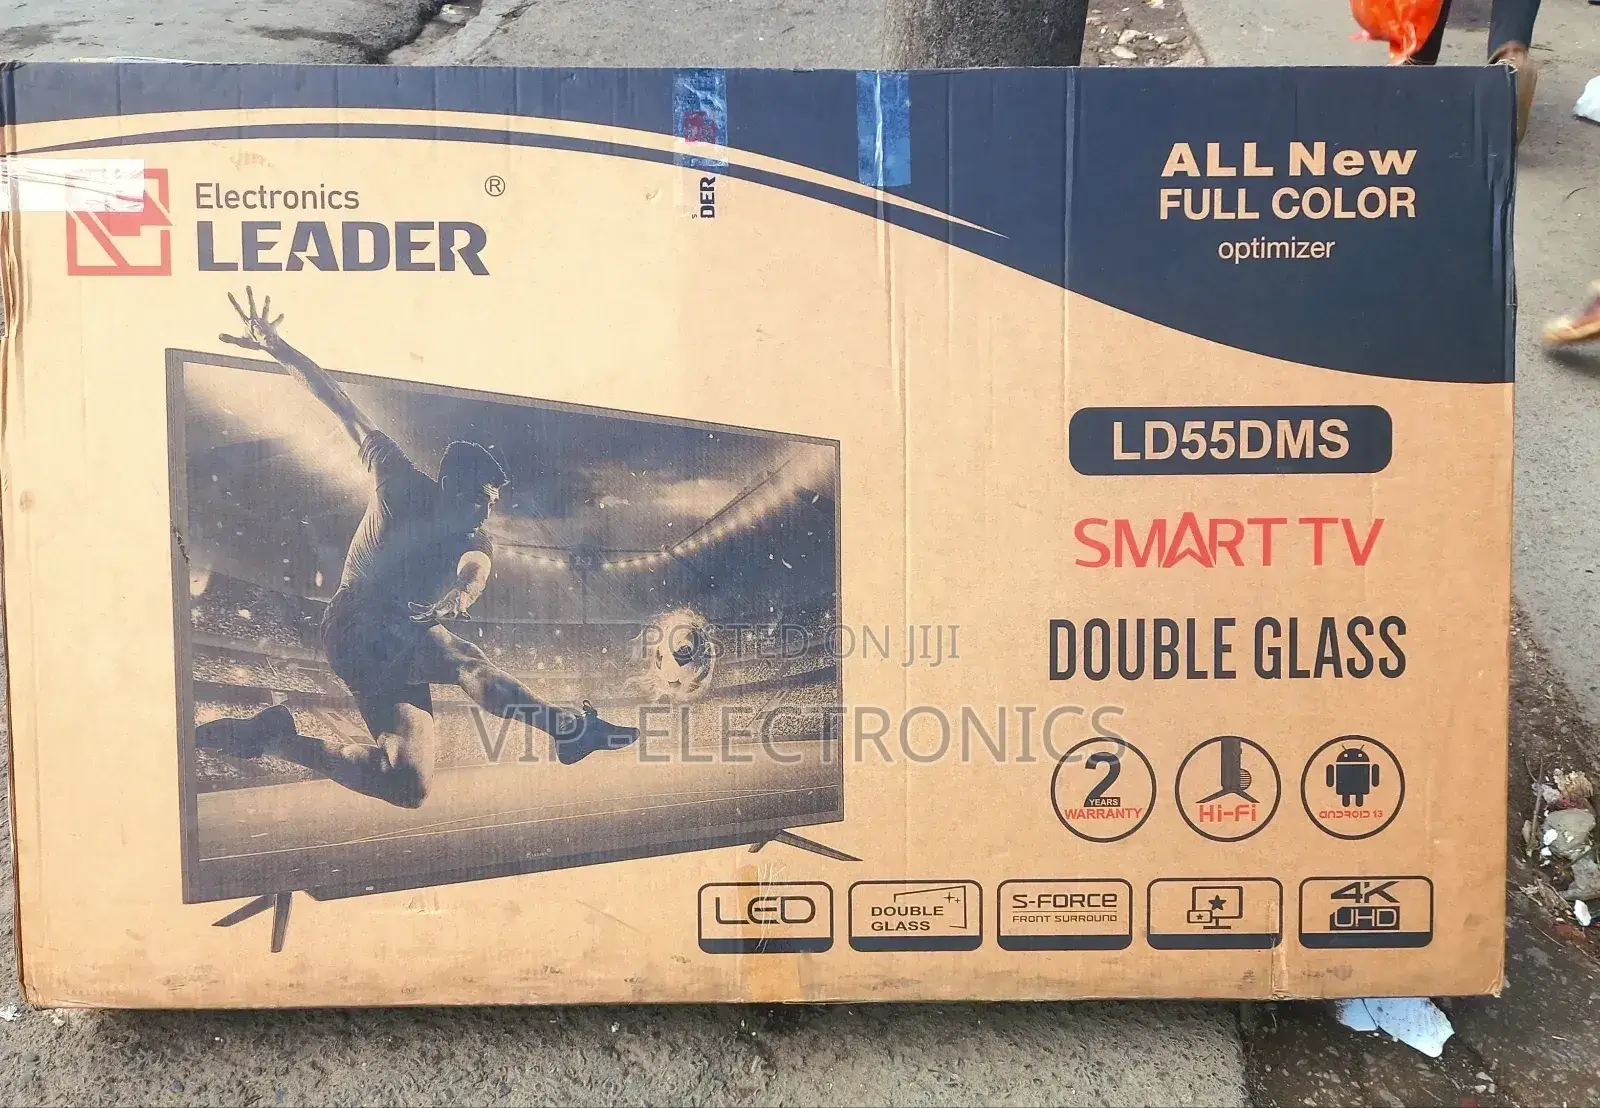 Electronics ®
LEADER
DER
ALL New
FULL COLOR
optimizer
LD55DMS
SMART TV
DOUBLE GLASS
POSTED ON JIJI
VIP-ELECTRONICS
2
YEARS
WARRANTY
Hi-Fi
ANDROID 13
LED
DOUBLE
GLASS
S-FORCE
FRONT SURROUND
4K
UHD